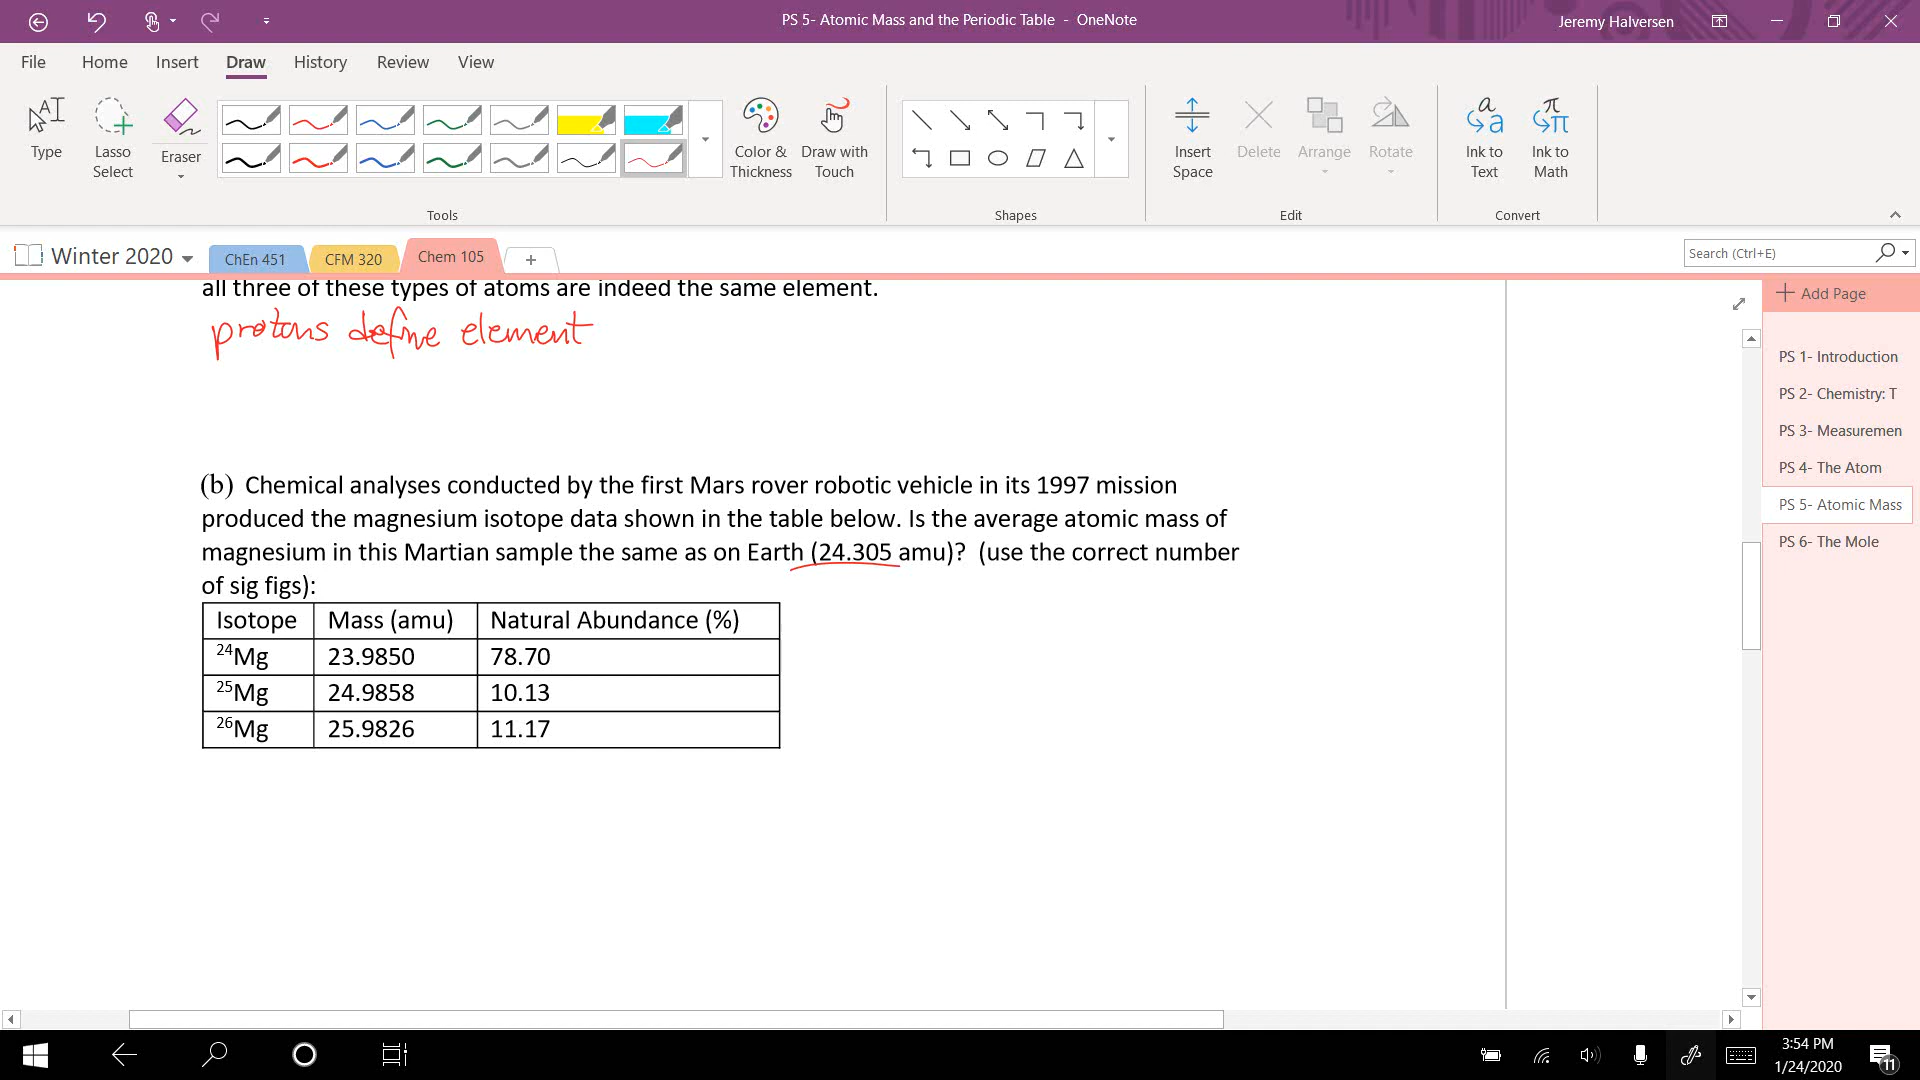 PS 5- Atomic Mass and the Periodic Table - OneNote
Jeremy Halversen
File Home Insert Draw History Review View
Type
Lasso Select
Eraser
Color & Thickness
Draw with Touch
Insert Space
Delete
Arrange
Rotate
Ink to Text
Ink to Math
Tools
Shapes
Edit
Convert
Winter 2020
ChEn 451
CFM 320
Chem 105
Search (Ctrl+E)
Add Page
PS 1- Introduction
PS 2- Chemistry: T
PS 3- Measuremen
PS 4- The Atom
PS 5- Atomic Mass
PS 6- The Mole
all three of these types of atoms are indeed the same element.
protons define element
(b) Chemical analyses conducted by the first Mars rover robotic vehicle in its 1997 mission
produced the magnesium isotope data shown in the table below. Is the average atomic mass of
magnesium in this Martian sample the same as on Earth (24.305 amu)? (use the correct number
of sig figs):
Isotope Mass (amu) Natural Abundance (%)
24Mg 23.9850 78.70
25Mg 24.9858 10.13
26Mg 25.9826 11.17
3:54 PM
1/24/2020
11